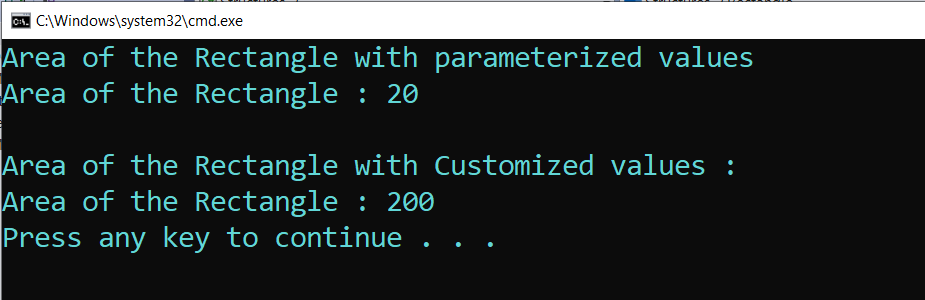 C:\Windows\system32\cmd.exe
Area of the Rectangle with parameterized values
Area of the Rectangle : 20
Area of the Rectangle with Customized values :
Area of the Rectangle : 200
Press any key to continue . . .